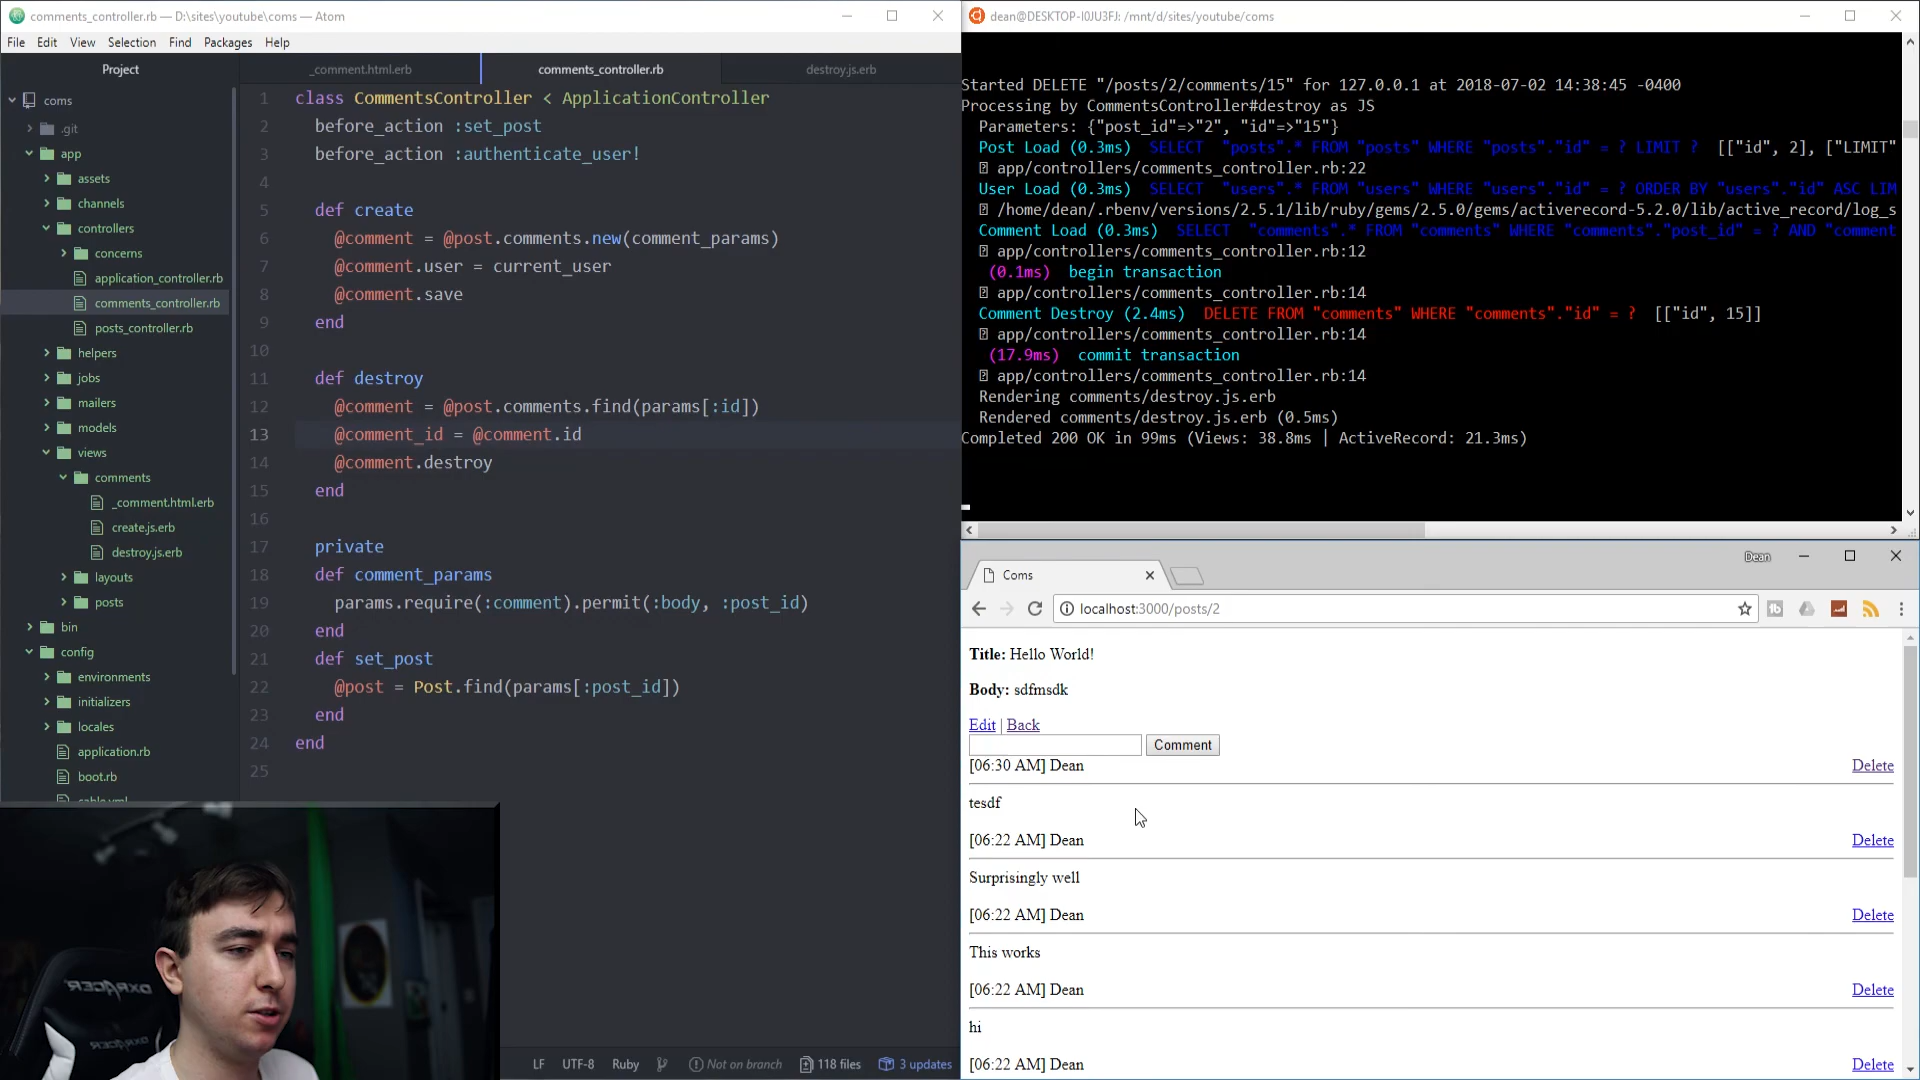 comments_controller.rb — D:\sites\youtube\coms — Atom
File Edit View Selection Find Packages Help
Project
coms
.git
app
assets
channels
controllers
concerns
application_controller.rb
comments_controller.rb
posts_controller.rb
helpers
jobs
mailers
models
views
comments
_comment.html.erb
create.js.erb
destroy.js.erb
layouts
posts
bin
config
environments
initializers
locales
application.rb
boot.rb
cable.yml
_comment.html.erb comments_controller.rb destroy.js.erb
1 class CommentsController < ApplicationController
2 before_action :set_post
3 before_action :authenticate_user!
4
5 def create
6 @comment = @post.comments.new(comment_params)
7 @comment.user = current_user
8 @comment.save
9 end
10
11 def destroy
12 @comment = @post.comments.find(params[:id])
13 @comment_id = @comment.id
14 @comment.destroy
15 end
16
17 private
18 def comment_params
19 params.require(:comment).permit(:body, :post_id)
20 end
21 def set_post
22 @post = Post.find(params[:post_id])
23 end
24 end
25
DXRACER
LF UTF-8 Ruby Not on branch 118 files 3 updates
dean@DESKTOP-I0JU3FJ: /mnt/d/sites/youtube/coms
Started DELETE "/posts/2/comments/15" for 127.0.0.1 at 2018-07-02 14:38:45 -0400
Processing by CommentsController#destroy as JS
Parameters: {"post_id"=>"2", "id"=>"15"}
Post Load (0.3ms) SELECT "posts".* FROM "posts" WHERE "posts"."id" = ? LIMIT ? [["id", 2], ["LIMIT"
app/controllers/comments_controller.rb:22
User Load (0.3ms) SELECT "users".* FROM "users" WHERE "users"."id" = ? ORDER BY "users"."id" ASC LIM
/home/dean/.rbenv/versions/2.5.1/lib/ruby/gems/2.5.0/gems/activerecord-5.2.0/lib/active_record/log_s
Comment Load (0.3ms) SELECT "comments".* FROM "comments" WHERE "comments"."post_id" = ? AND "comment
app/controllers/comments_controller.rb:12
(0.1ms) begin transaction
app/controllers/comments_controller.rb:14
Comment Destroy (2.4ms) DELETE FROM "comments" WHERE "comments"."id" = ? [["id", 15]]
app/controllers/comments_controller.rb:14
(17.9ms) commit transaction
app/controllers/comments_controller.rb:14
Rendering comments/destroy.js.erb
Rendered comments/destroy.js.erb (0.5ms)
Completed 200 OK in 99ms (Views: 38.8ms | ActiveRecord: 21.3ms)
Dean
Coms
localhost:3000/posts/2
Title: Hello World!
Body: sdfmsdk
Edit | Back
Comment
[06:30 AM] Dean Delete
tesdf
[06:22 AM] Dean Delete
Surprisingly well
[06:22 AM] Dean Delete
This works
[06:22 AM] Dean Delete
hi
[06:22 AM] Dean Delete